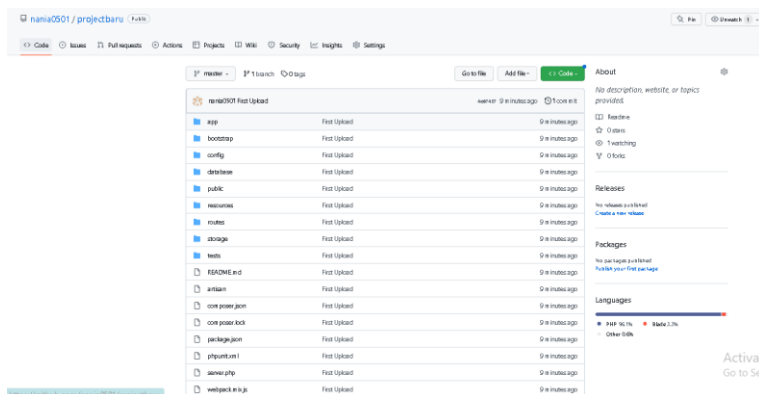 nania0501 / projectbaru Public
Pin Unwatch 1
Code Issues Pull requests Actions Projects Wiki Security Insights Settings
master 1 branch 0 tags Go to file Add file Code
nania0501 First Upload 9 minutes ago 1 commit
app First Upload 9 minutes ago
bootstrap First Upload 9 minutes ago
config First Upload 9 minutes ago
database First Upload 9 minutes ago
public First Upload 9 minutes ago
resources First Upload 9 minutes ago
routes First Upload 9 minutes ago
storage First Upload 9 minutes ago
tests First Upload 9 minutes ago
README.md First Upload 9 minutes ago
artisan First Upload 9 minutes ago
composer.json First Upload 9 minutes ago
composer.lock First Upload 9 minutes ago
package.json First Upload 9 minutes ago
phpunit.xml First Upload 9 minutes ago
server.php First Upload 9 minutes ago
webpack.mix.js First Upload 9 minutes ago
About
No description, website, or topics
provided.
Readme
0 stars
1 watching
0 forks
Releases
No releases published
Create a new release
Packages
No packages published
Publish your first package
Languages
PHP Blade
Other
Activa
Go to Se